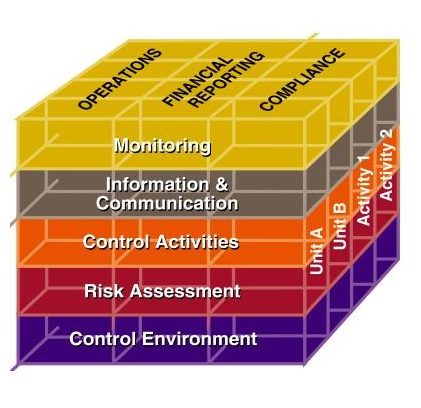 OPERATIONS
FINANCIAL
REPORTING
COMPLIANCE
Monitoring
Information &
Communication
Control Activities
Risk Assessment
Control Environment
Unit A
Unit B
Activity 1
Activity 2